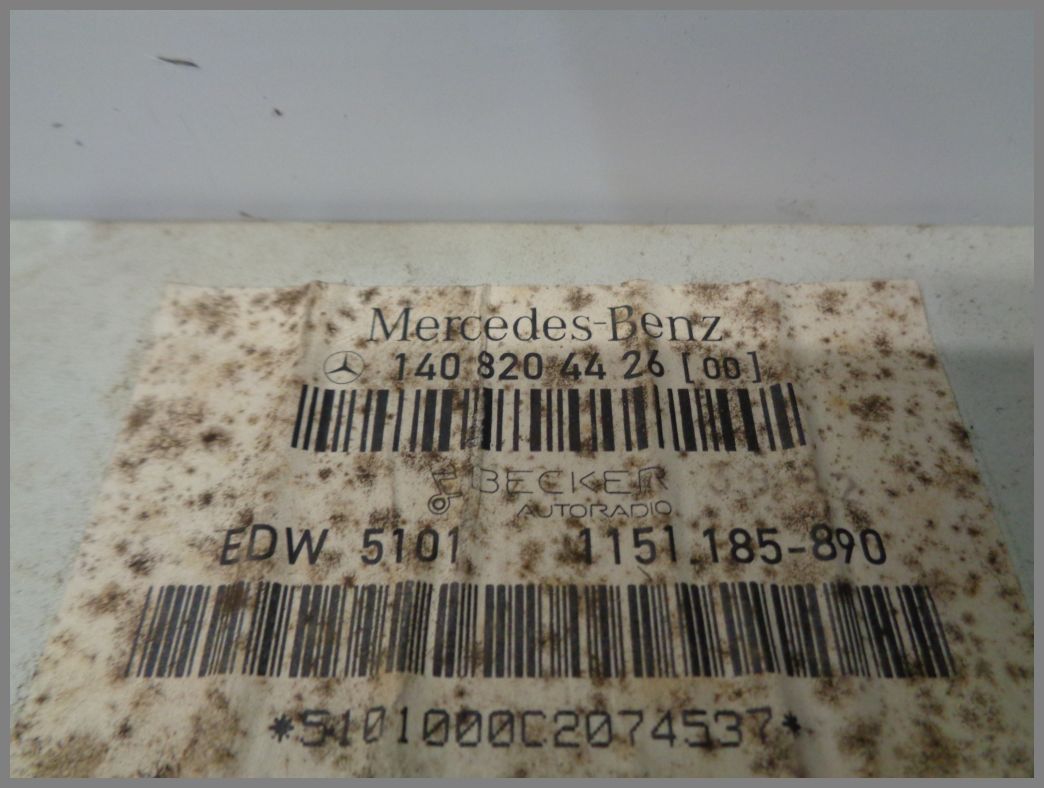 Mercedes-Benz
140 820 44 26 [00]
BECKER
AUTORADIO
EDW 5101 1151.185-890
*5101000C2074537*